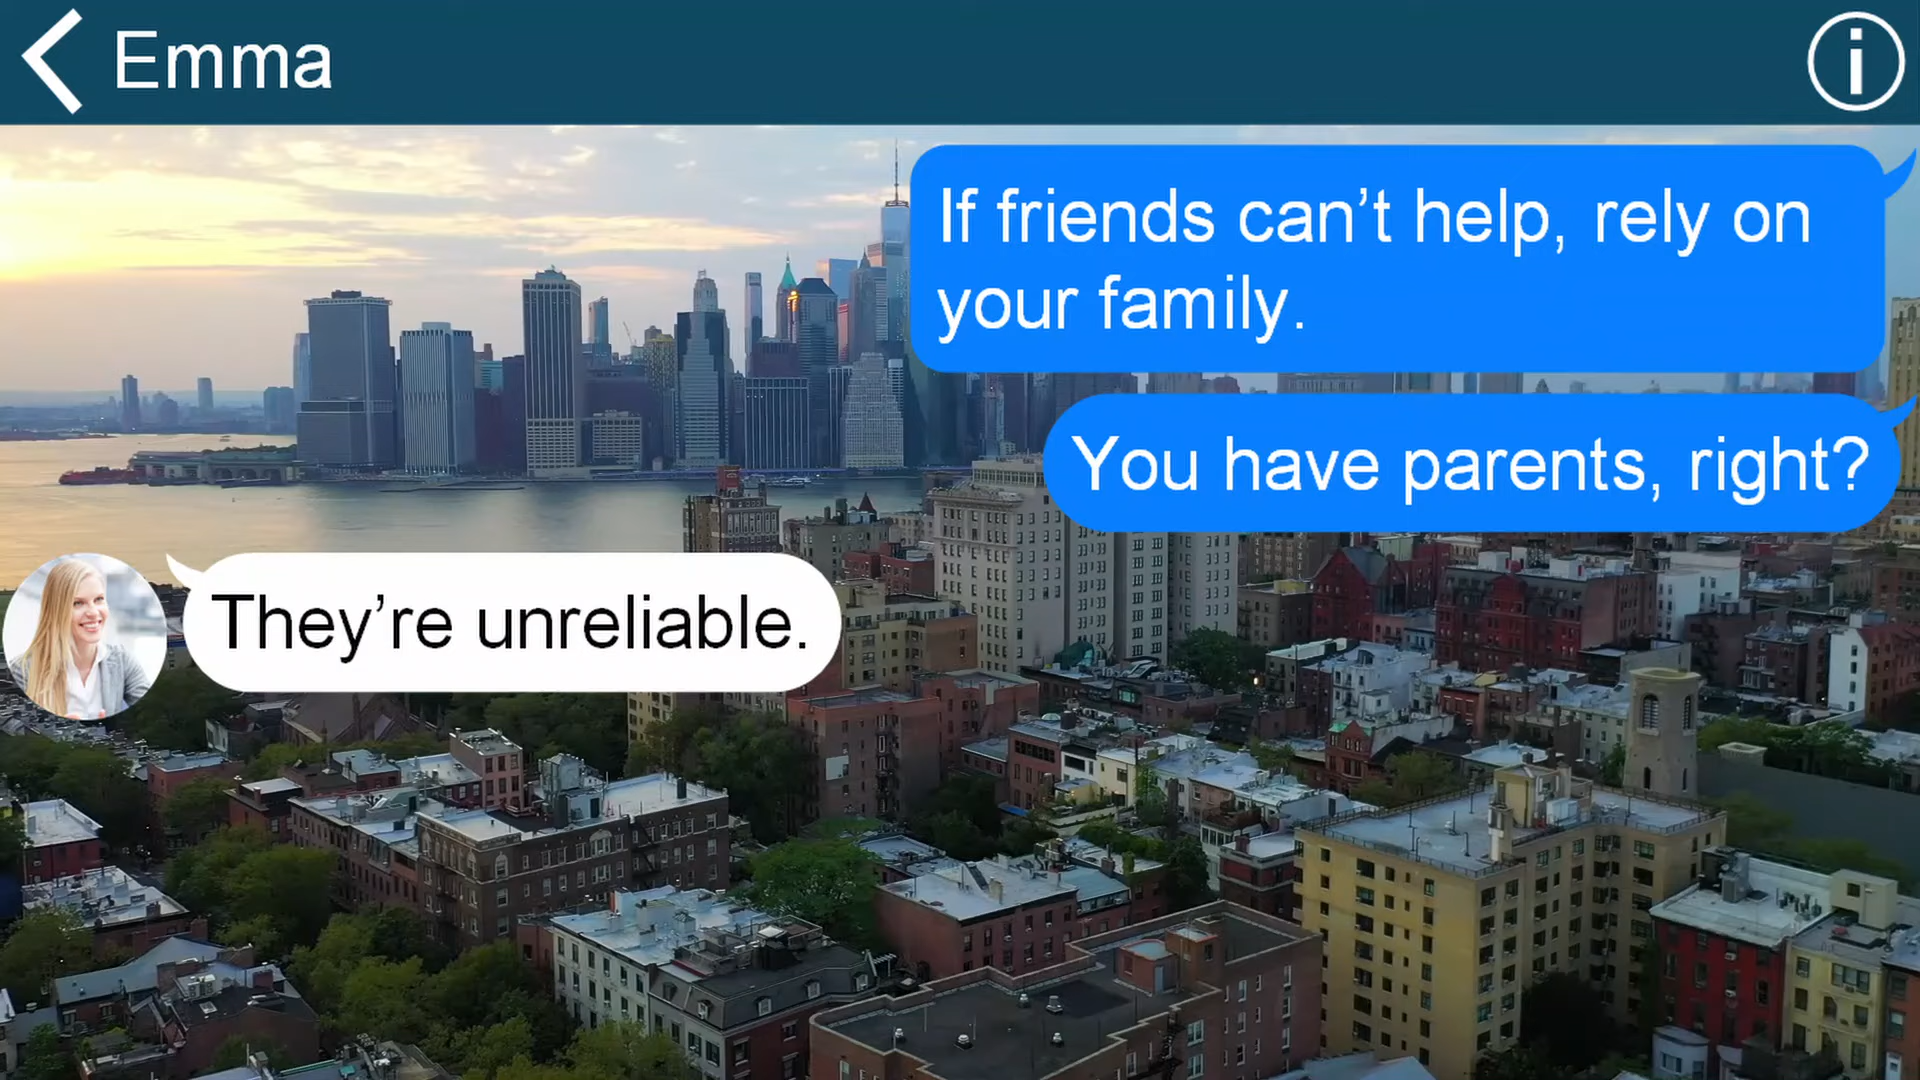 Emma
If friends can’t help, rely on
your family.
You have parents, right?
They’re unreliable.